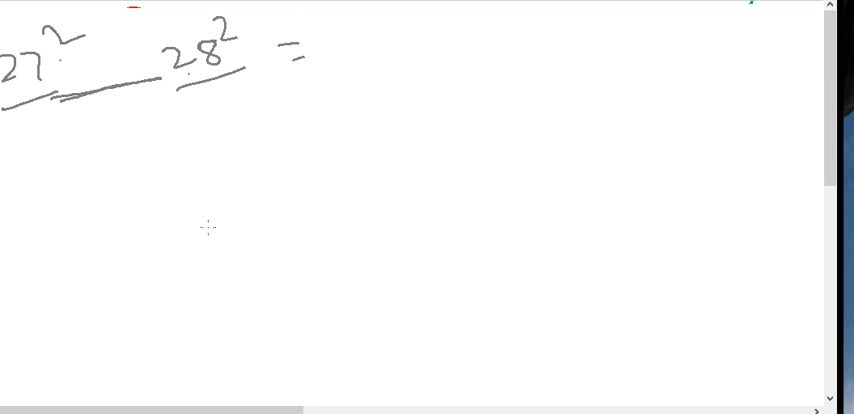 27² 28² =